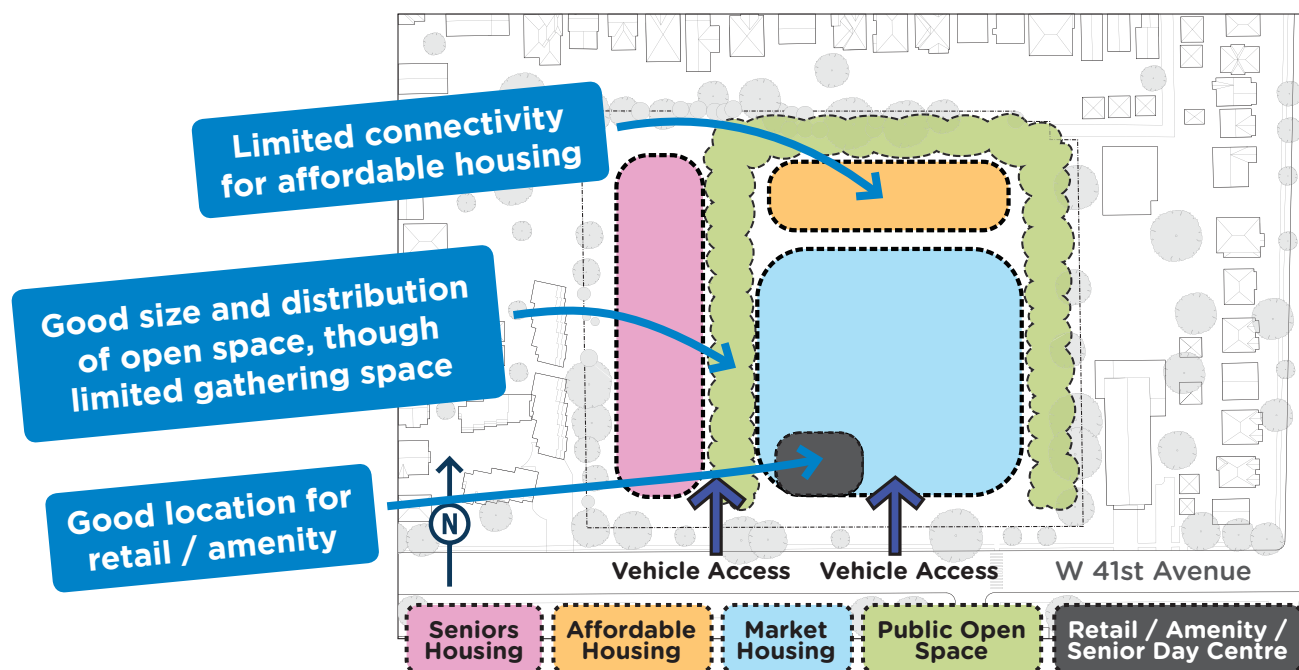 Limited connectivity
for affordable housing
Good size and distribution
of open space, though
limited gathering space
Good location for
retail / amenity
N
Vehicle Access
Vehicle Access
W 41st Avenue
Seniors
Housing
Affordable
Housing
Market
Housing
Public Open
Space
Retail / Amenity /
Senior Day Centre